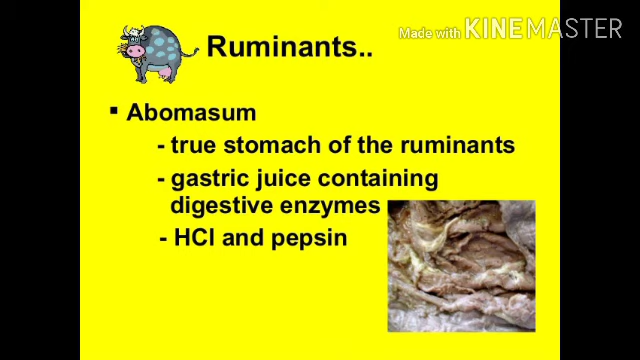 Made with KINEMASTER
Ruminants..
▪ Abomasum
- true stomach of the ruminants
- gastric juice containing
digestive enzymes
- HCl and pepsin